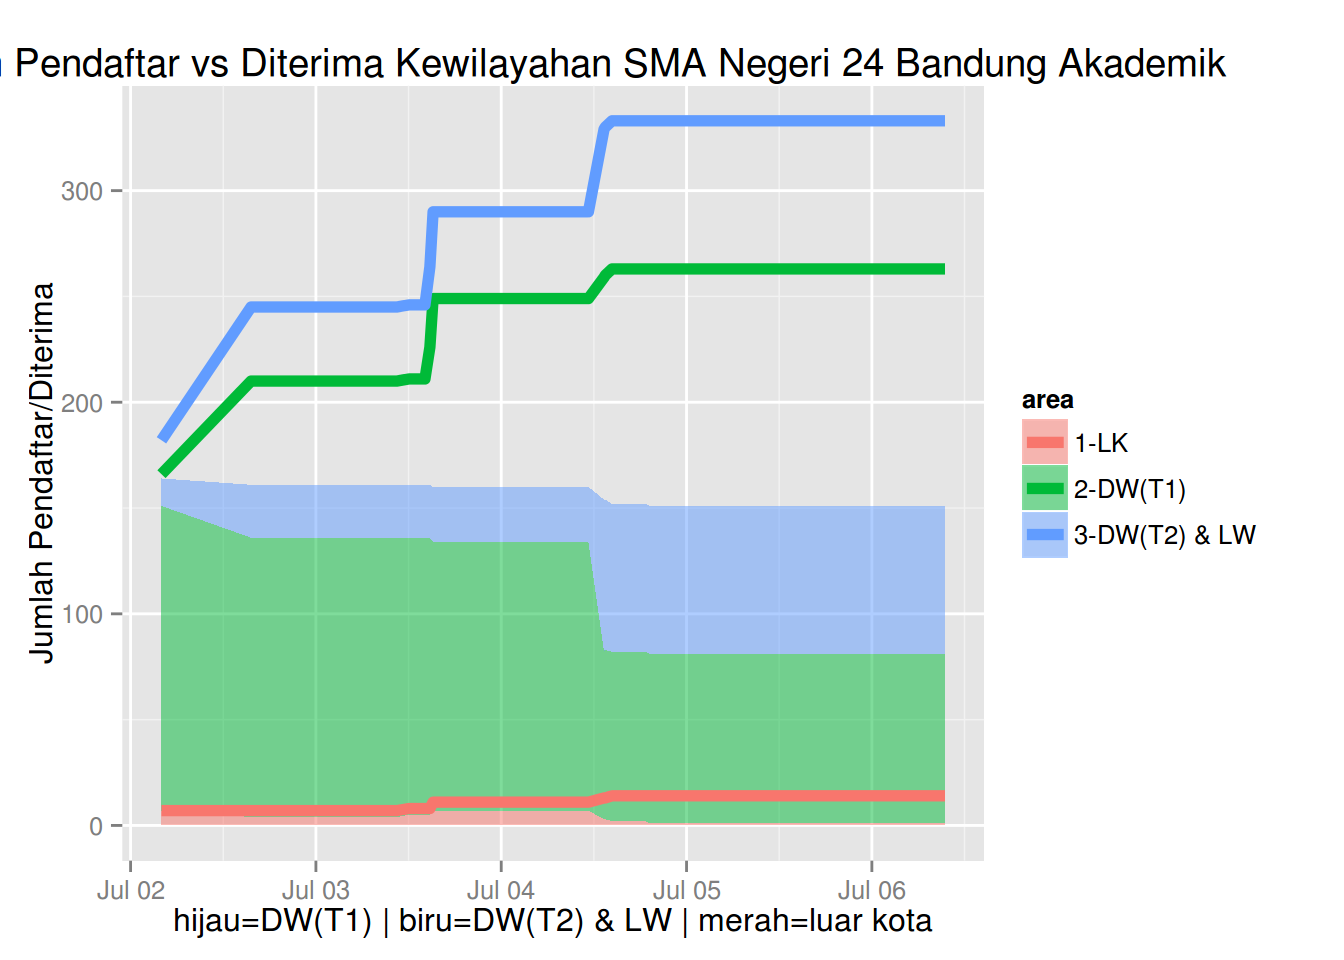 Pendaftar vs Diterima Kewilayahan SMA Negeri 24 Bandung Akademik
Jumlah Pendaftar/Diterima
300
200
100
0
Jul 02
Jul 03
Jul 04
Jul 05
Jul 06
hijau=DW(T1) | biru=DW(T2) & LW | merah=luar kota
area
1-LK
2-DW(T1)
3-DW(T2) & LW